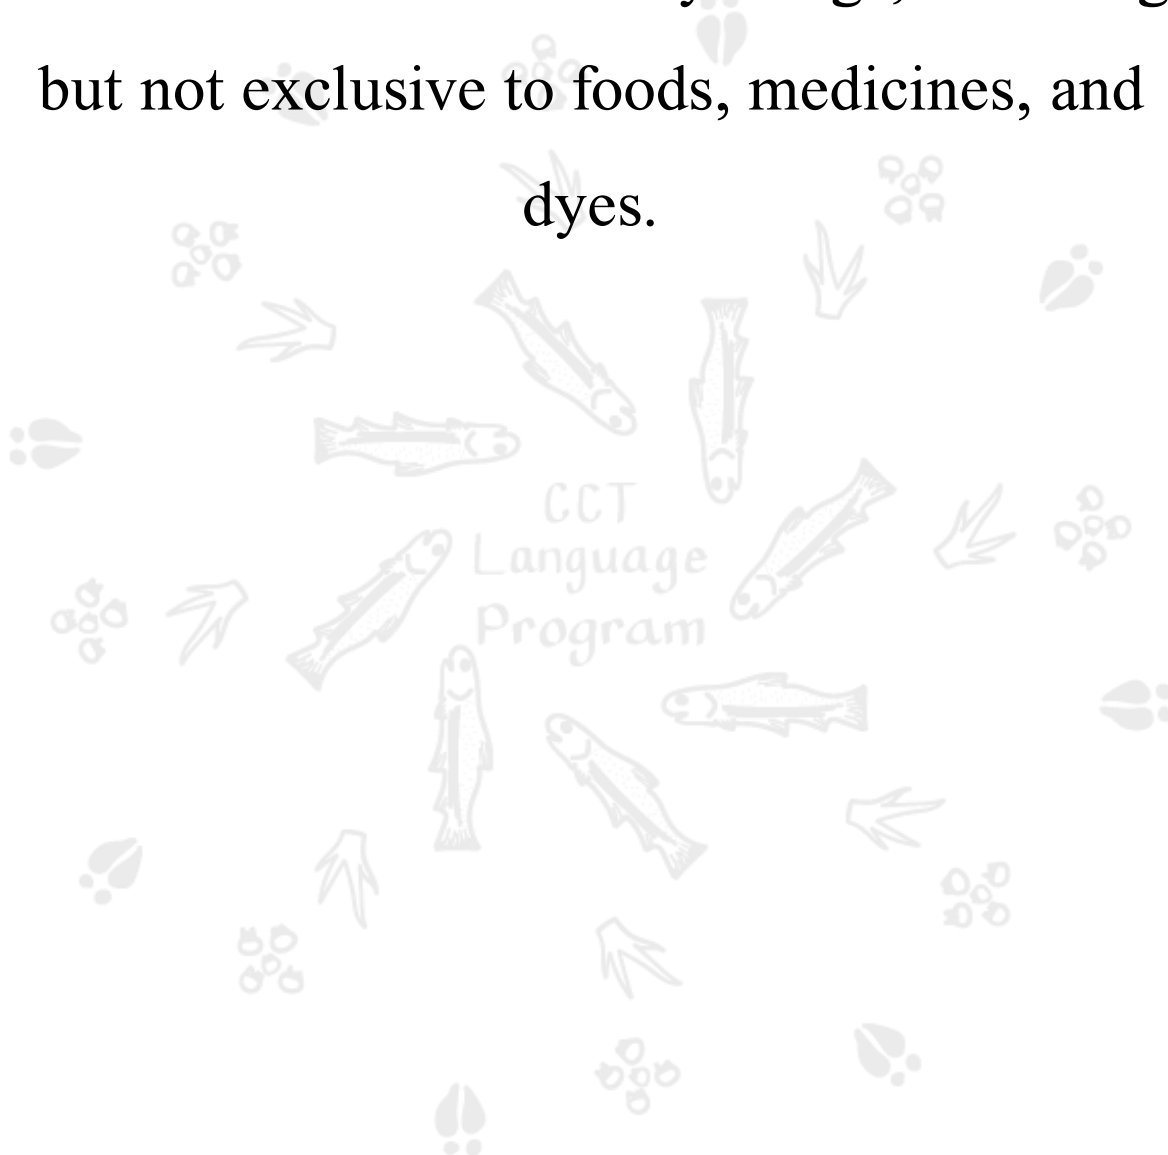 but not exclusive to foods, medicines, and
dyes.
CCT
Language
Program